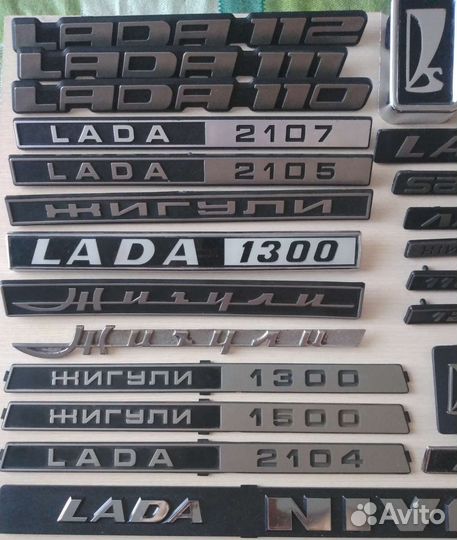 LADA 112
LADA 111
LADA 110
LADA 2107
LADA 2105
ЖИГУЛИ
LADA 1300
Жигули
Жигули
ЖИГУЛИ 1300
ЖИГУЛИ 1500
LADA 2104
LADA
Avito